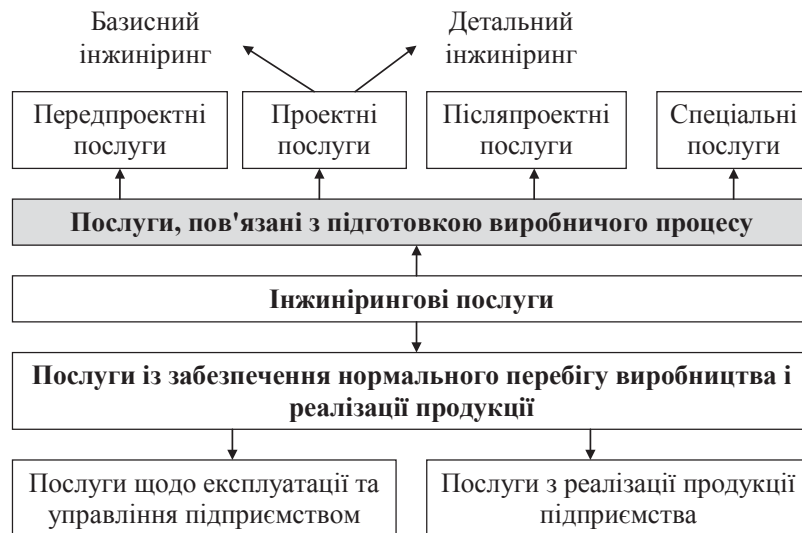 Базисний
інжиніринг
Детальний
інжиніринг
Передпроектні
послуги
Проектні
послуги
Післяпроектні
послуги
Спеціальні
послуги
Послуги, пов'язані з підготовкою виробничого процесу
Інжинірингові послуги
Послуги із забезпечення нормального перебігу виробництва і
реалізації продукції
Послуги щодо експлуатації та
управління підприємством
Послуги з реалізації продукції
підприємства